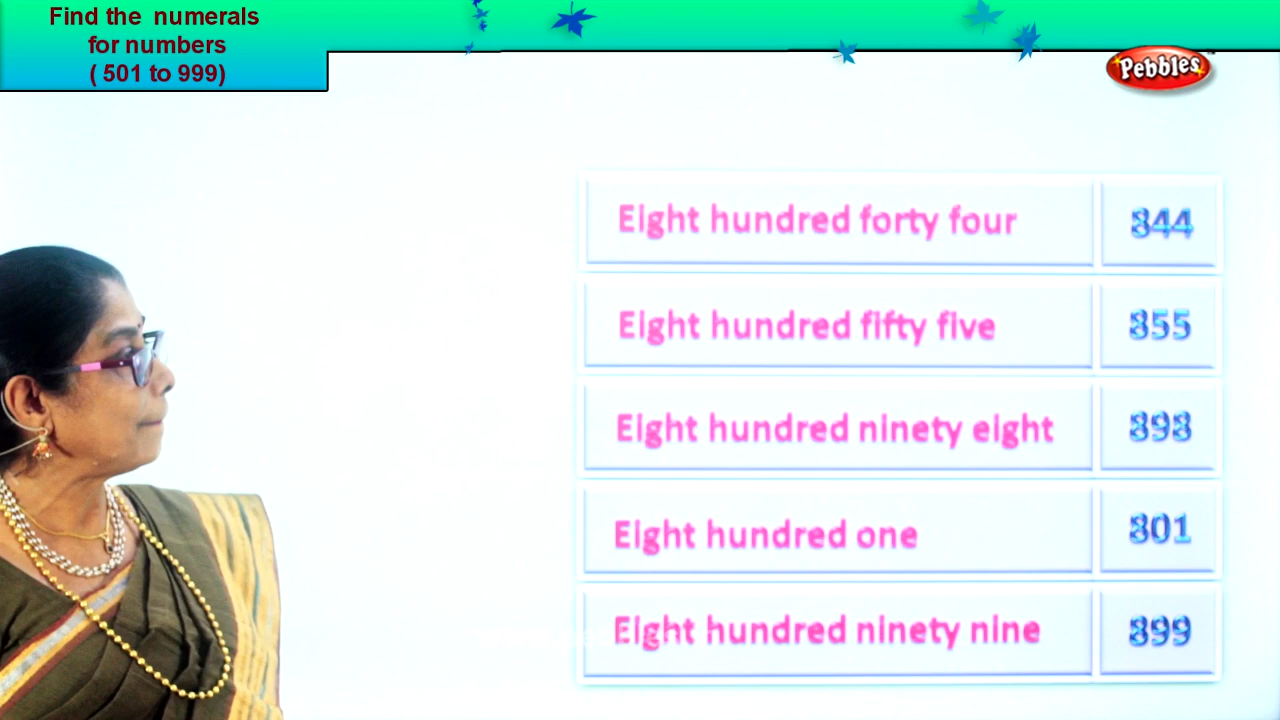 Find the numerals
for numbers
( 501 to 999)
Pebbles
Eight hundred forty four 844
Eight hundred fifty five 855
Eight hundred ninety eight 898
Eight hundred one 801
Eight hundred ninety nine 899